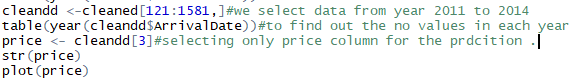 cleandd <-cleaned[121:1581,]#we select data from year 2011 to 2014
table(year(cleandd$ArrivalDate))#to find out the no values in each year
price <- cleandd[3]#selecting only price column for the prdcition .
str(price)
plot(price)